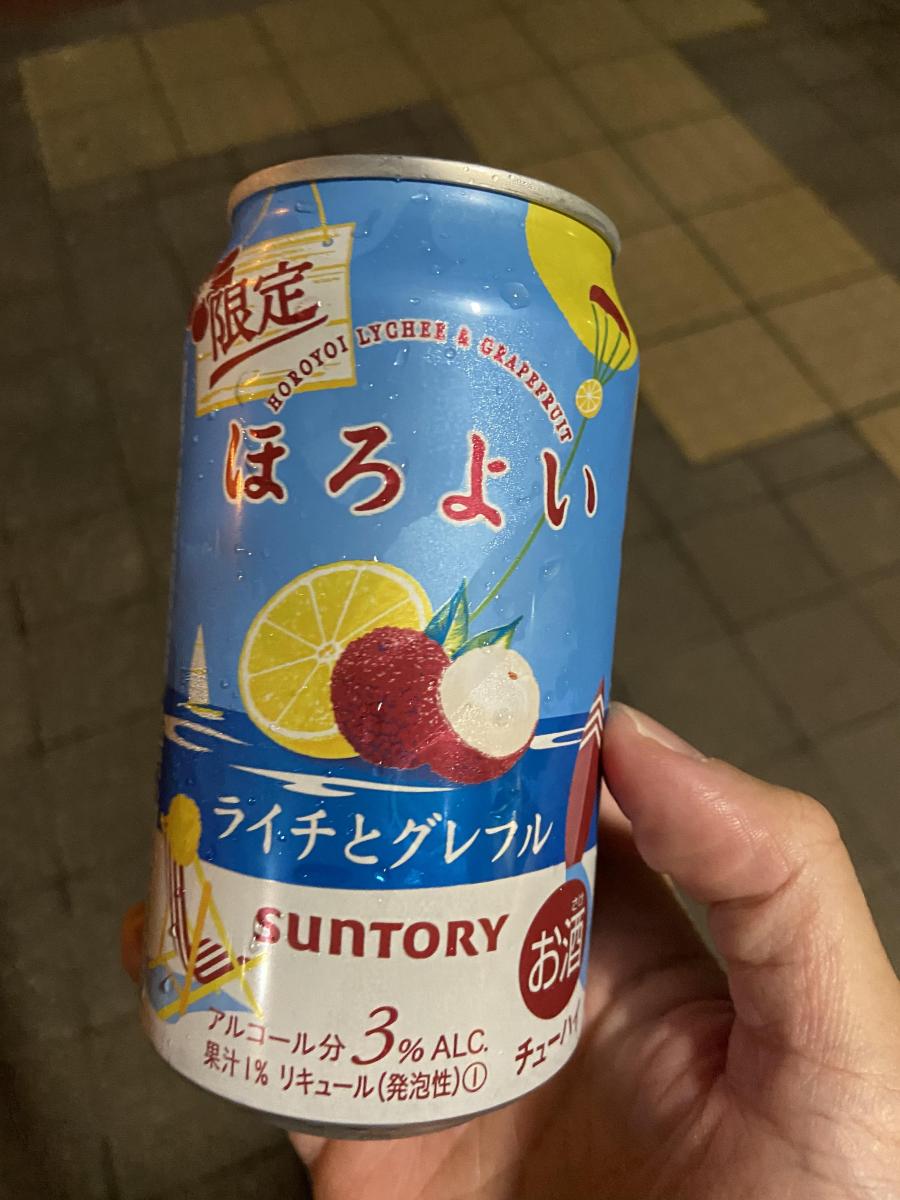 限定
HOROYOI LYCHEE & GRAPEFRUIT
ほろよい
ライチとグレフル
SUNTORY
さけ
お酒
アルコール分3%ALC.
チューハイ
果汁1% リキュール(発泡性)①